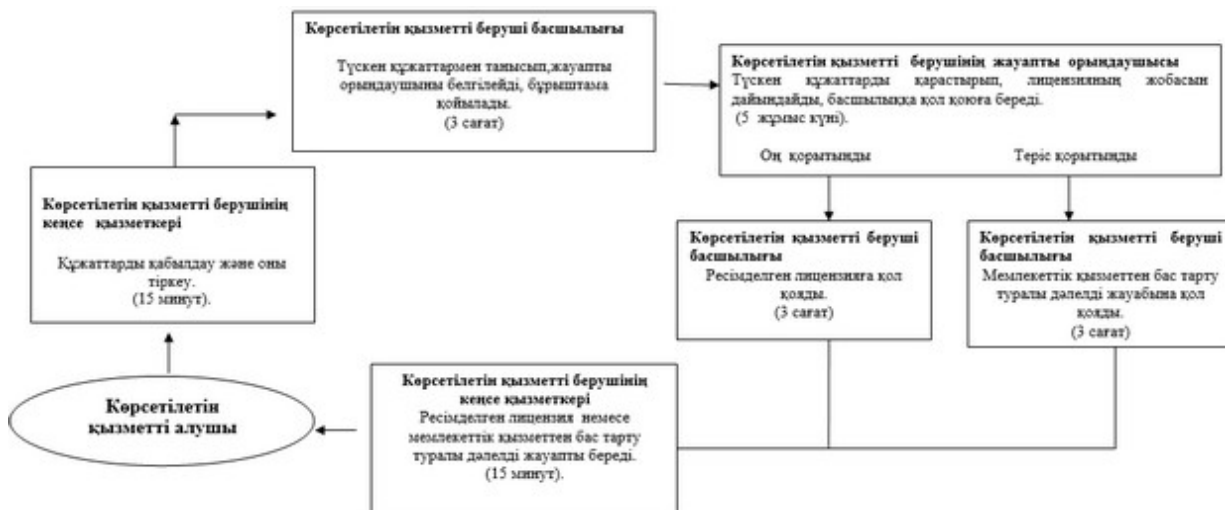 Көрсетілетін қызметті беруші басшылығы
Түскен құжаттармен танысып,жауапты
орындаушыны белгілейді, бұрыштама
қойылады.
(3 сағат)
Көрсетілетін қызметті берушінің жауапты орындаушысы
Түскен құжаттарды қарастырып, лицензияның жобасын
дайындайды, басшылыққа қол қоюға береді.
(5 жұмыс күні).
Оң қорытынды Теріс қорытынды
Көрсетілетін қызметті берушінің
кеңсе қызметкері
Құжаттарды қабылдау және оны
тіркеу.
(15 минут).
Көрсетілетін қызметті беруші
басшылығы
Ресімделген лицензияға қол
қояды.
(3 сағат)
Көрсетілетін қызметті беруші
басшылығы
Мемлекеттік қызметтен бас тарту
туралы дәлелді жауабына қол
қояды.
(3 сағат)
Көрсетілетін қызметті берушінің
кеңсе қызметкері
Ресімделген лицензия немесе
мемлекеттік қызметтен бас тарту
туралы дәлелді жауапты береді.
(15 минут).
Көрсетілетін
қызметті алушы